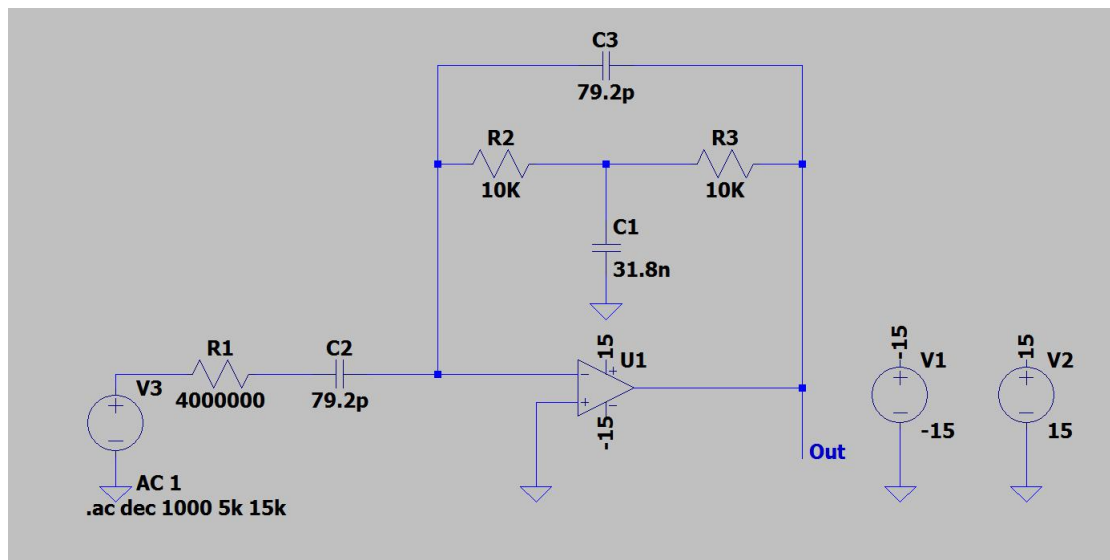 C3
79.2p
R2
10K
R3
10K
C1
31.8n
R1
4000000
C2
79.2p
V3
AC 1
.ac dec 1000 5k 15k
15
U1
-15
Out
-15
V1
-15
15
V2
15